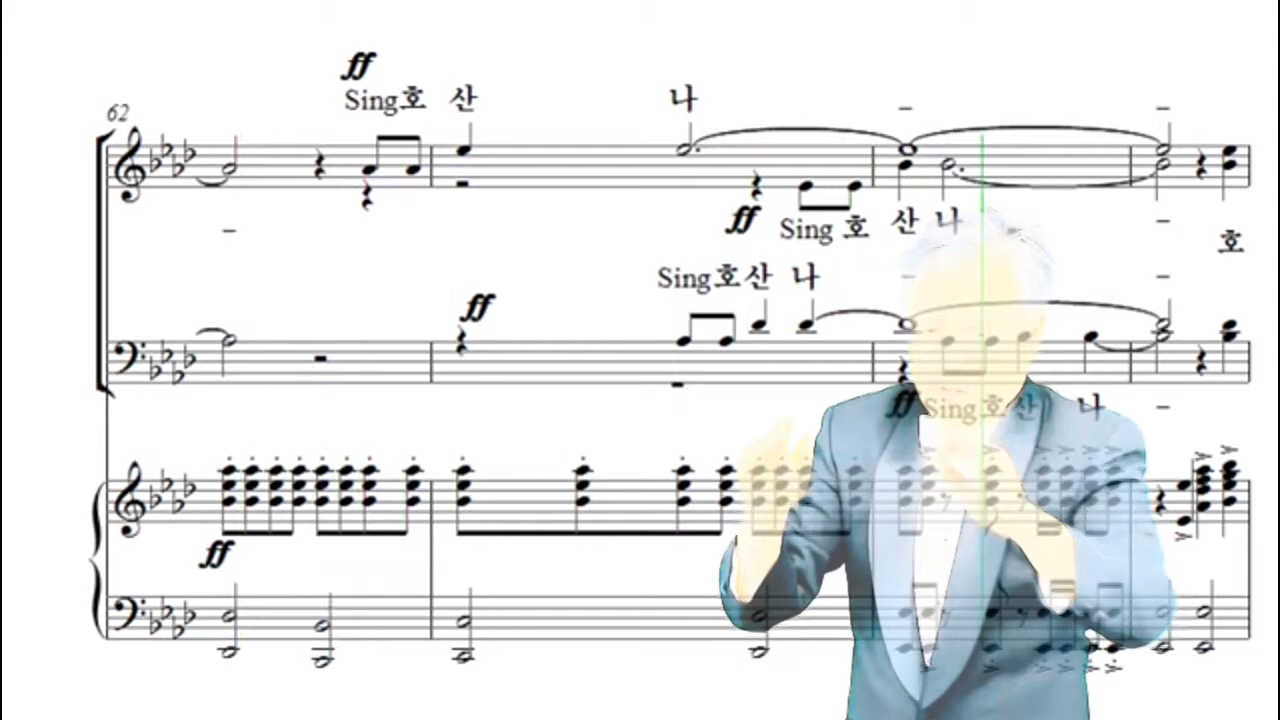 ff
Sing호 산 나 - -
62
- ff Sing 호 산 나 - 호
Sing호산 나 - -
ff
ff Sing호산 나 -
ff